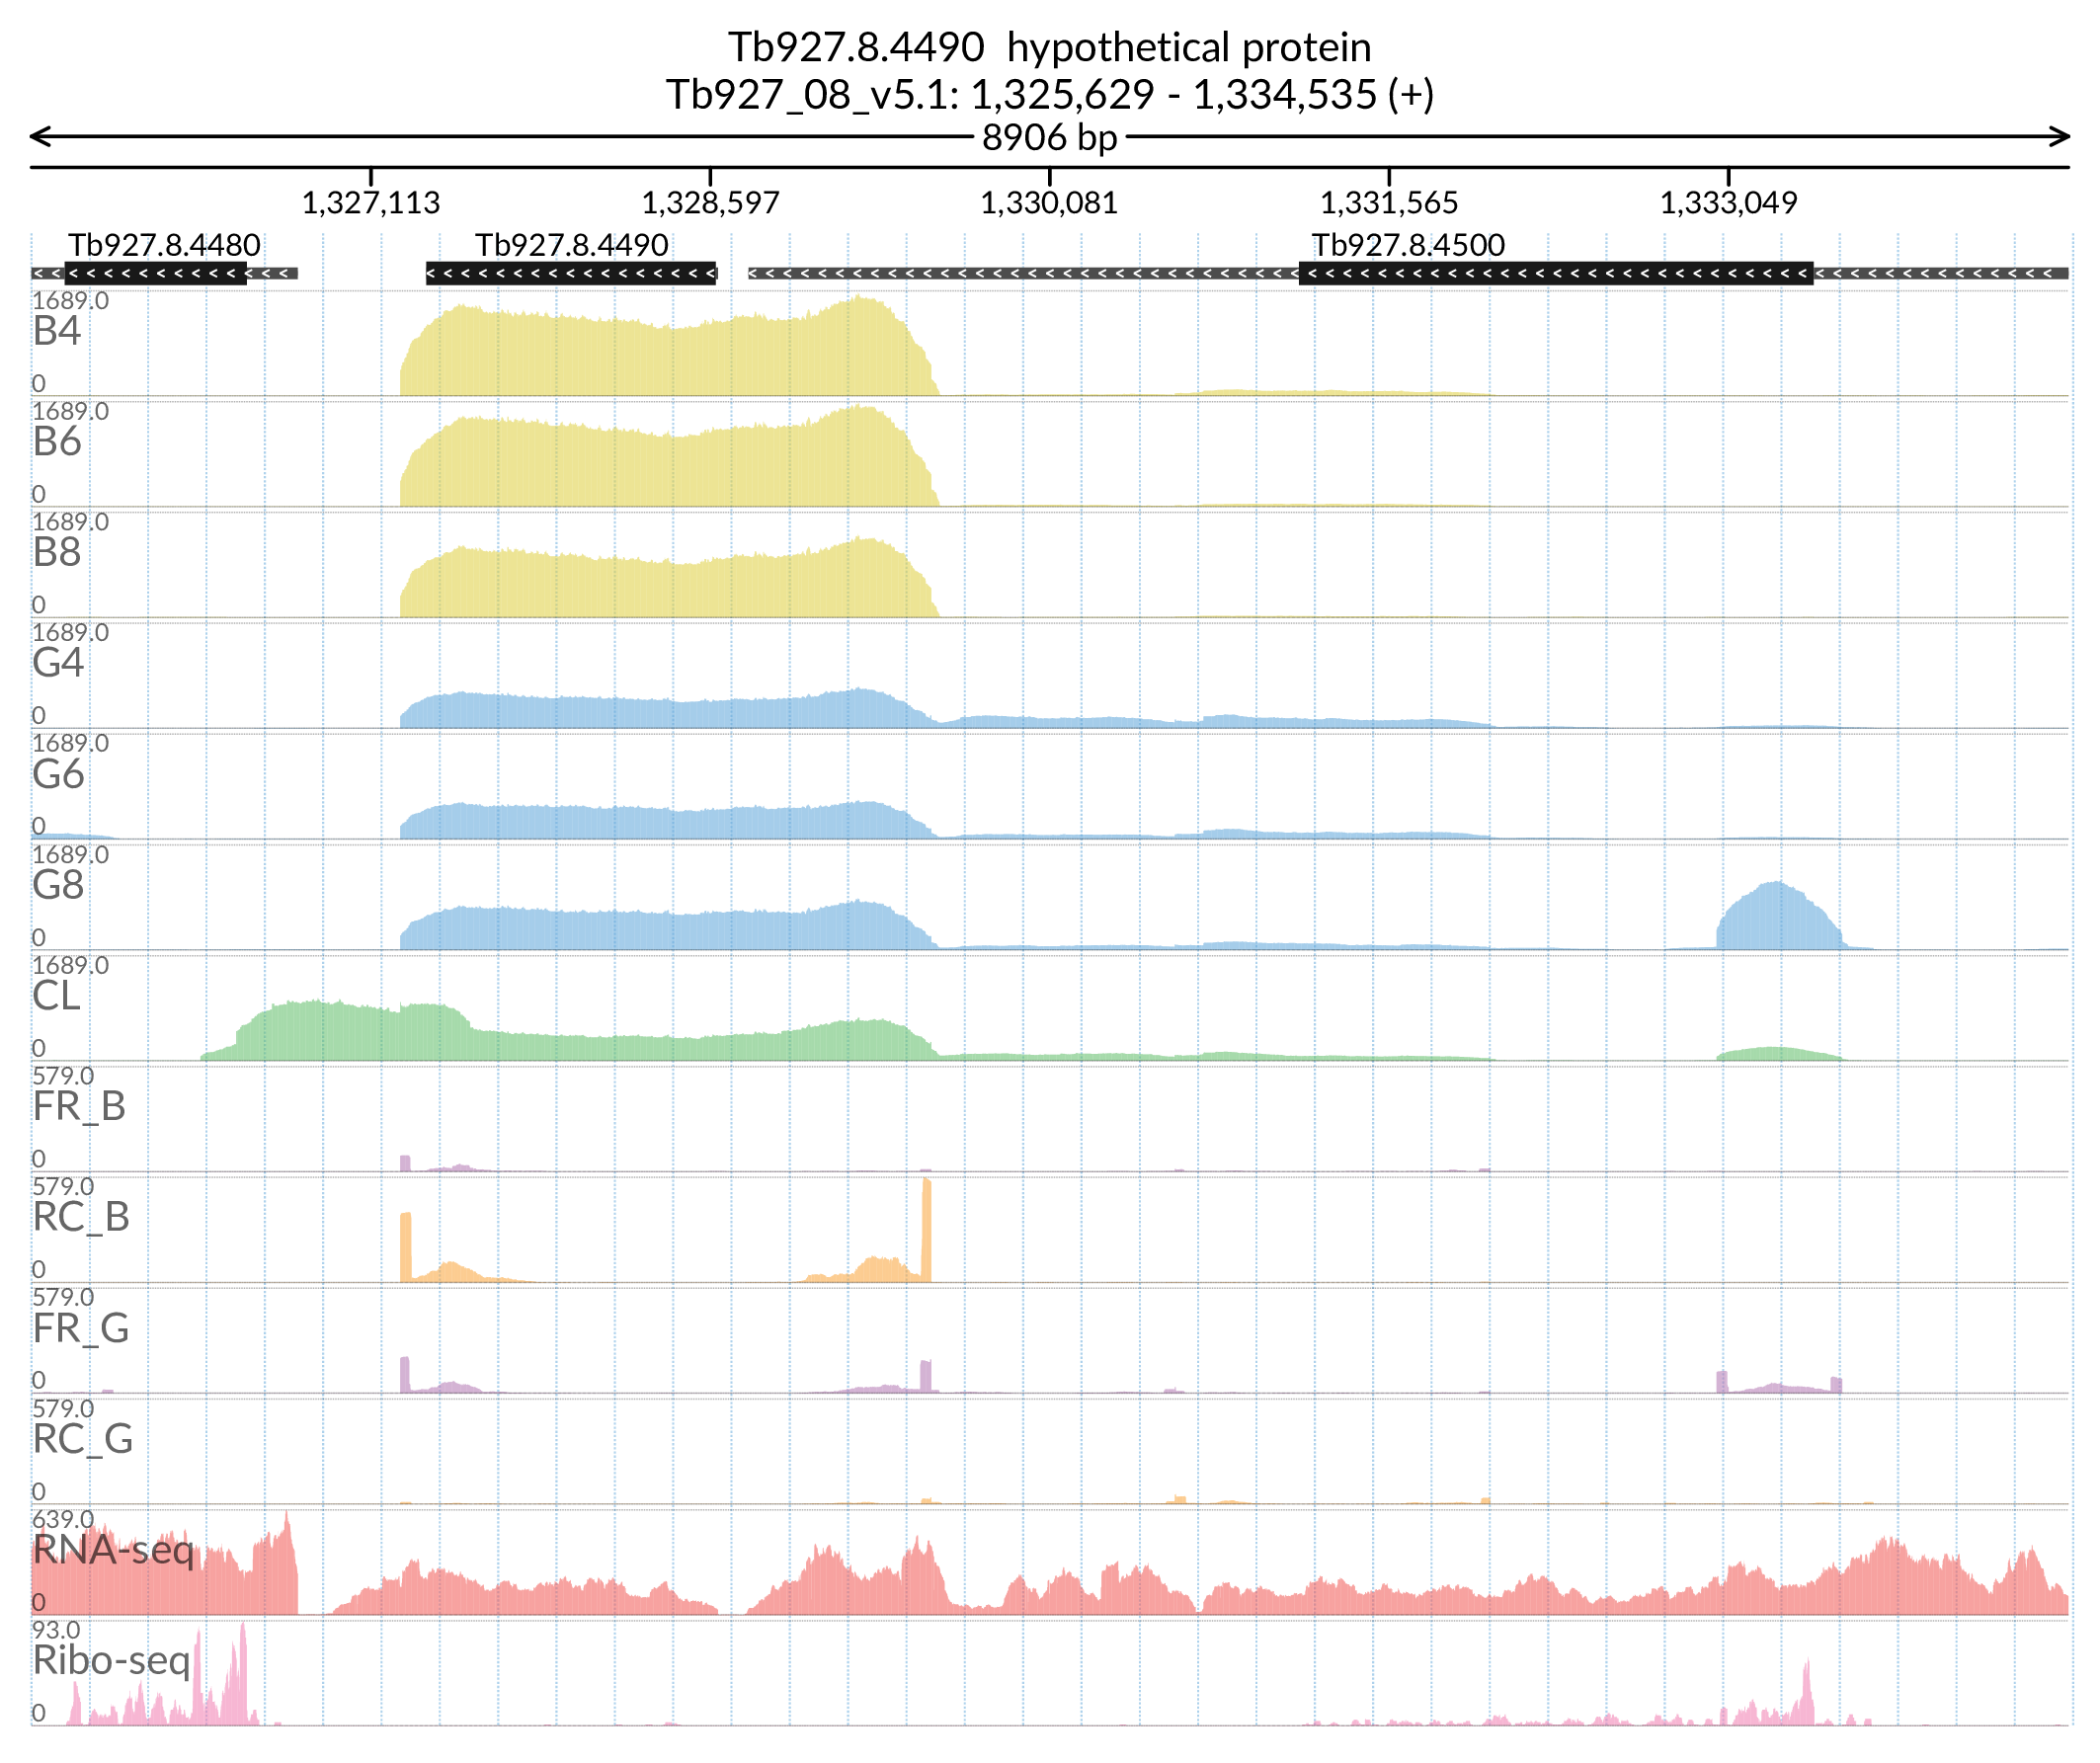 Tb927.8.4490 hypothetical protein
Tb927_08_v5.1: 1,325,629 - 1,334,535 (+)
8906 bp
1,327,113 1,328,597 1,330,081 1,331,565 1,333,049
Tb927.8.4480 Tb927.8.4490 Tb927.8.4500
1689.0
B4
0
1689.0
B6
0
1689.0
B8
0
1689.0
G4
0
1689.0
G6
0
1689.0
G8
0
1689.0
CL
0
579.0
FR_B
0
579.0
RC_B
0
579.0
FR_G
0
579.0
RC_G
0
639.0
RNA-seq
0
93.0
Ribo-seq
0